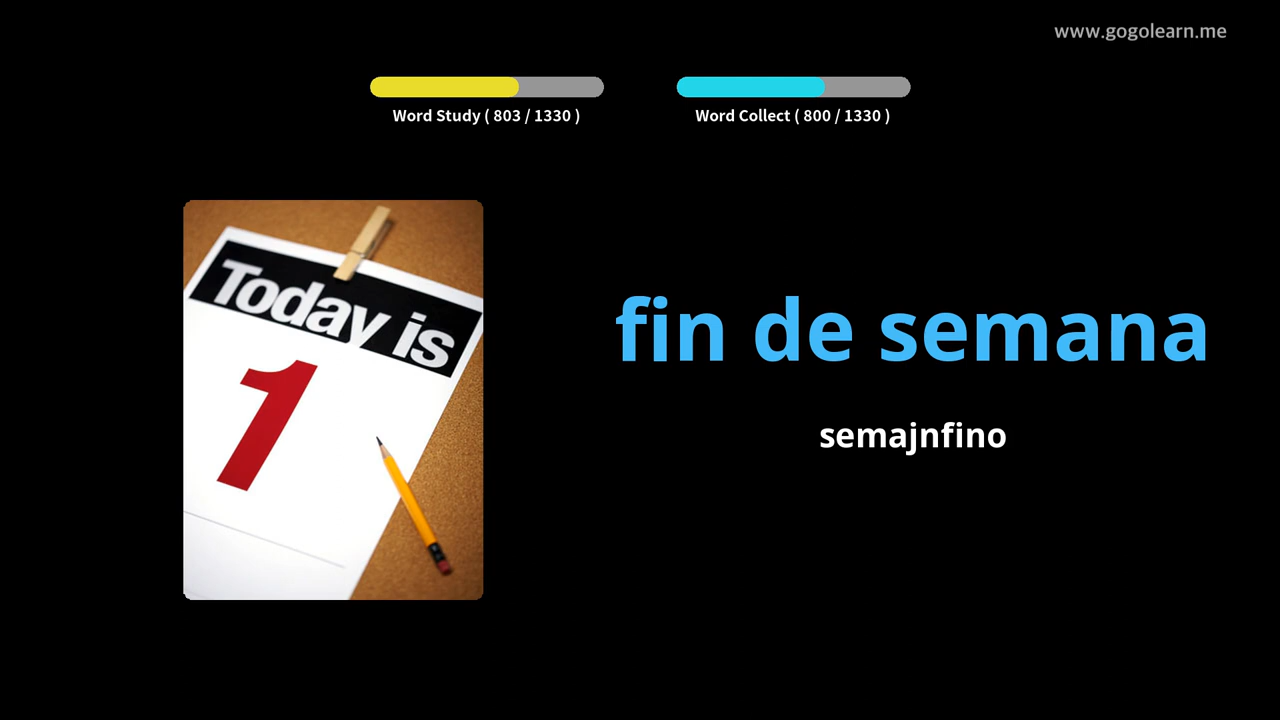 www.gogolearn.me
Word Study ( 803 / 1330 )
Word Collect ( 800 / 1330 )
Today is
1
fin de semana
semajnfino